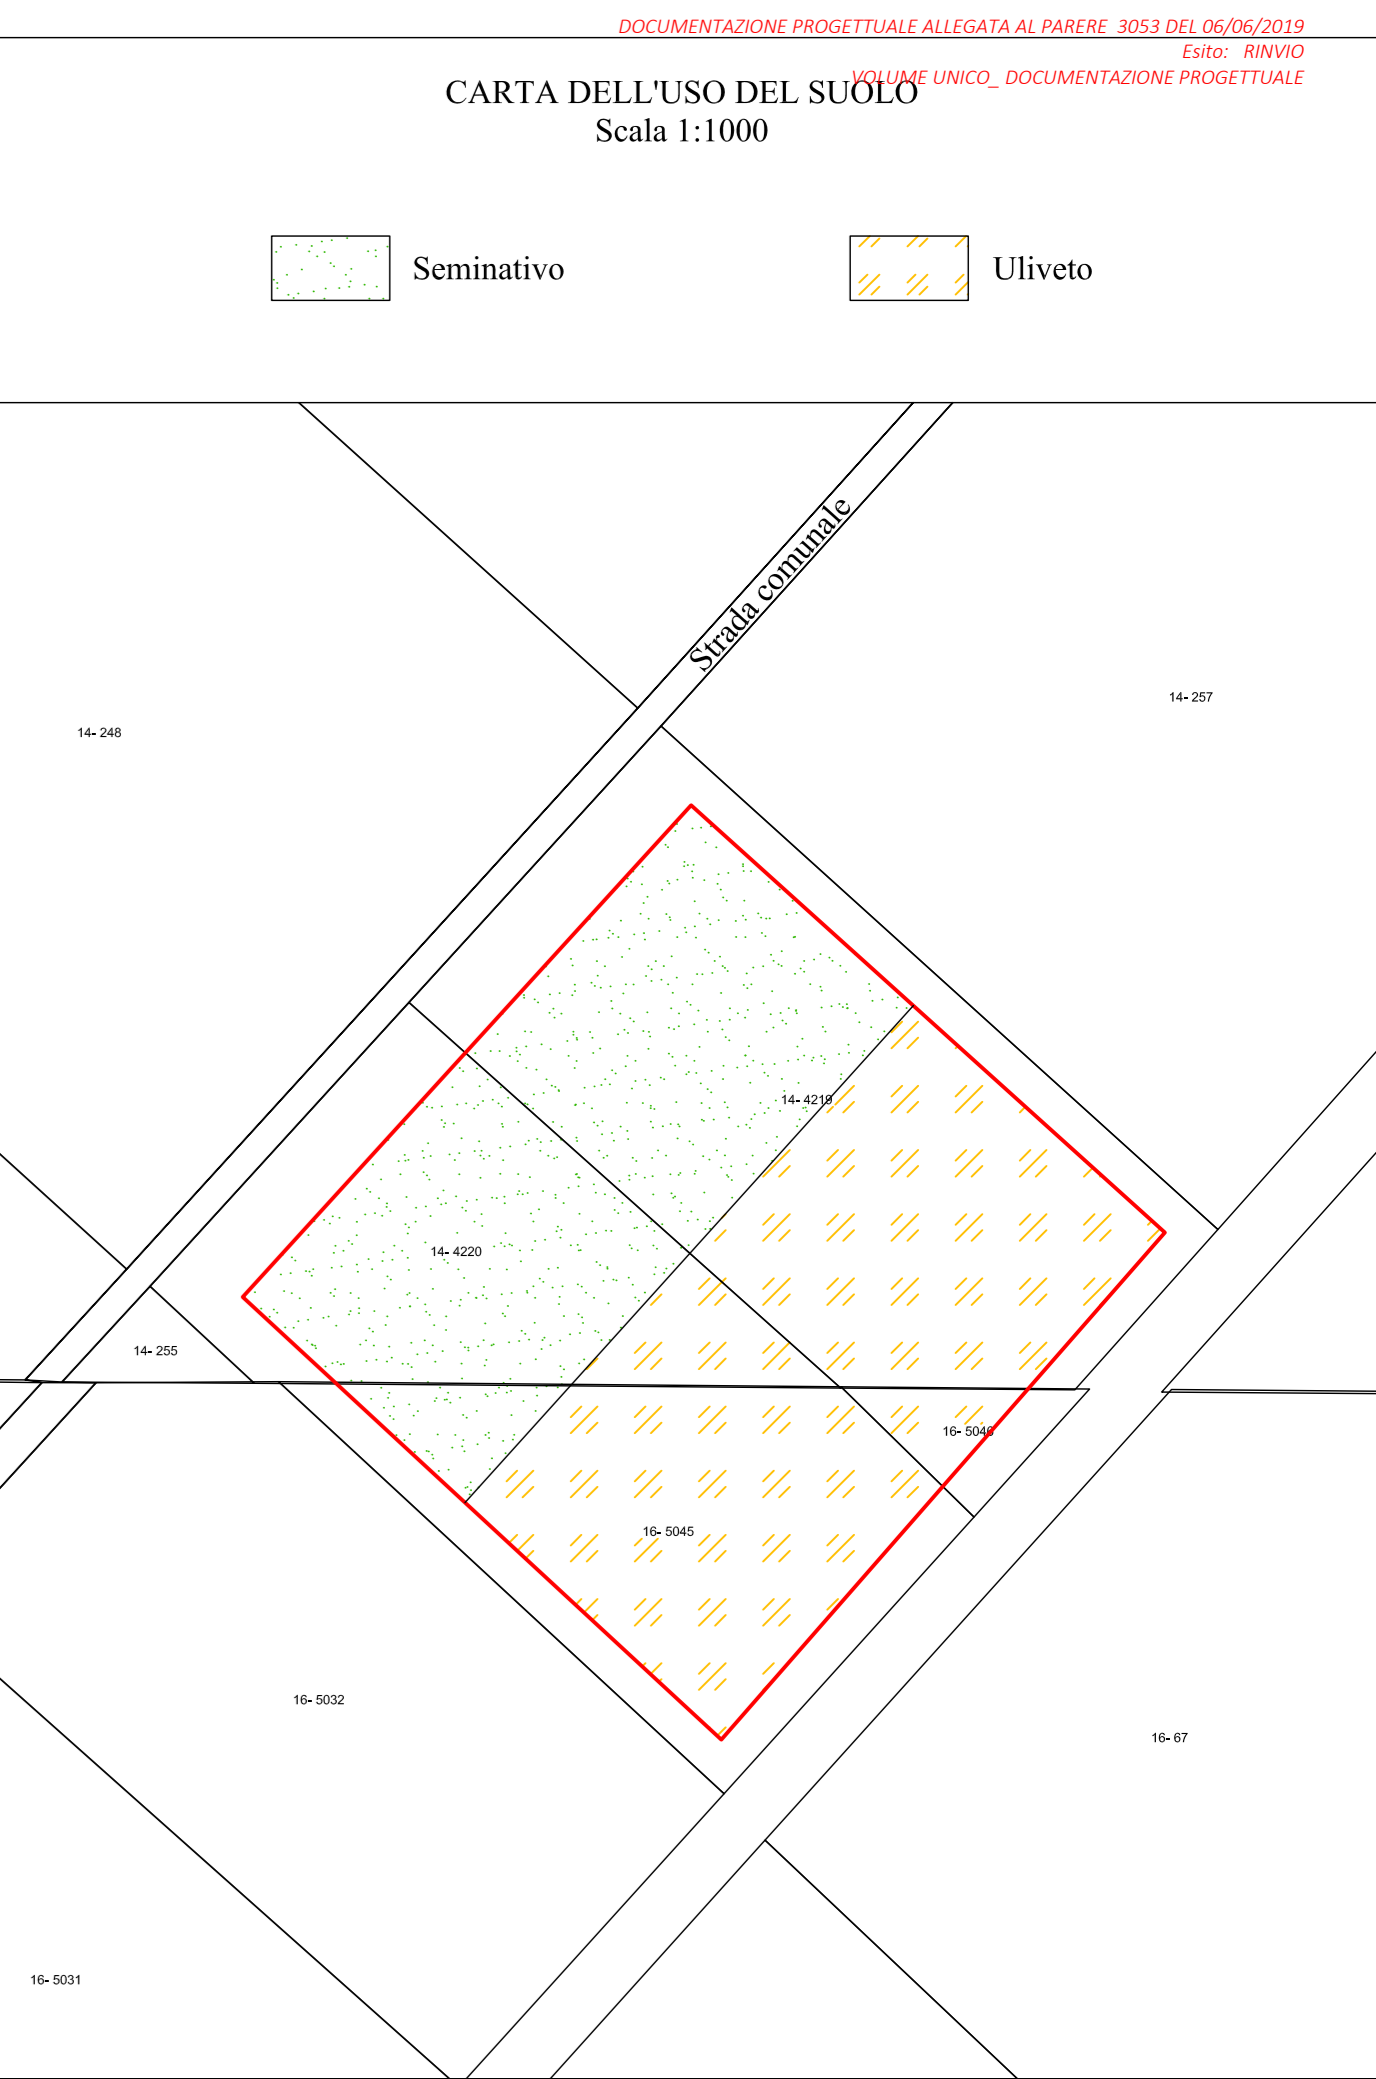 DOCUMENTAZIONE PROGETTUALE ALLEGATA AL PARERE 3053 DEL 06/06/2019
Esito: RINVIO
VOLUME UNICO_ DOCUMENTAZIONE PROGETTUALE
CARTA DELL'USO DEL SUOLO
Scala 1:1000
Seminativo
Uliveto
Strada comunale
14- 257
14- 248
14- 4219
14- 4220
14- 255
16- 5046
16- 5045
16- 5032
16- 67
16- 5031